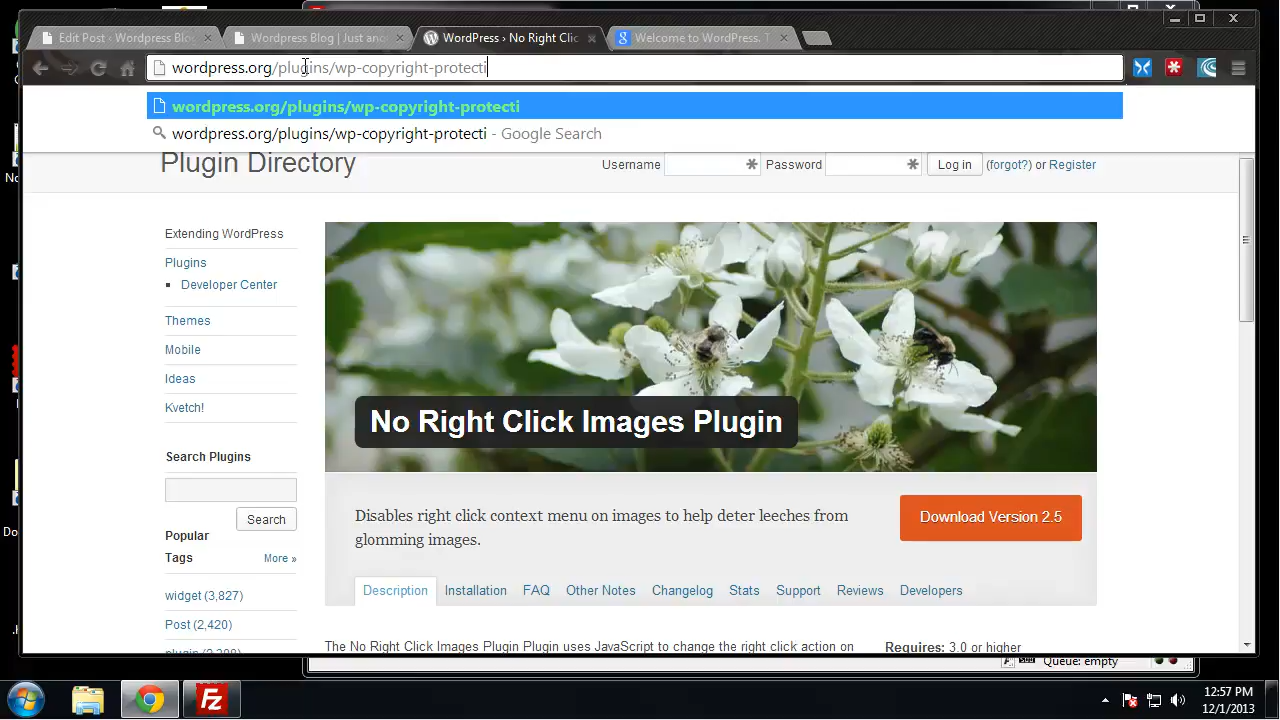 Edit Post ‹ Wordpress Blo
Wordpress Blog | Just ano
WordPress › No Right Clic
Welcome to WordPress. T
wordpress.org/plugins/wp-copyright-protecti
wordpress.org/plugins/wp-copyright-protecti
wordpress.org/plugins/wp-copyright-protecti - Google Search
Plugin Directory
Username
Password
Log in
(forgot?) or Register
Extending WordPress
Plugins
Developer Center
Themes
Mobile
Ideas
Kvetch!
Search Plugins
Search
Popular
Tags
More »
widget (3,827)
Post (2,420)
No Right Click Images Plugin
Disables right click context menu on images to help deter leeches from
glomming images.
Download Version 2.5
Description
Installation
FAQ
Other Notes
Changelog
Stats
Support
Reviews
Developers
The No Right Click Images Plugin Plugin uses JavaScript to change the right click action on
Requires: 3.0 or higher
Queue: empty
12:57 PM
12/1/2013